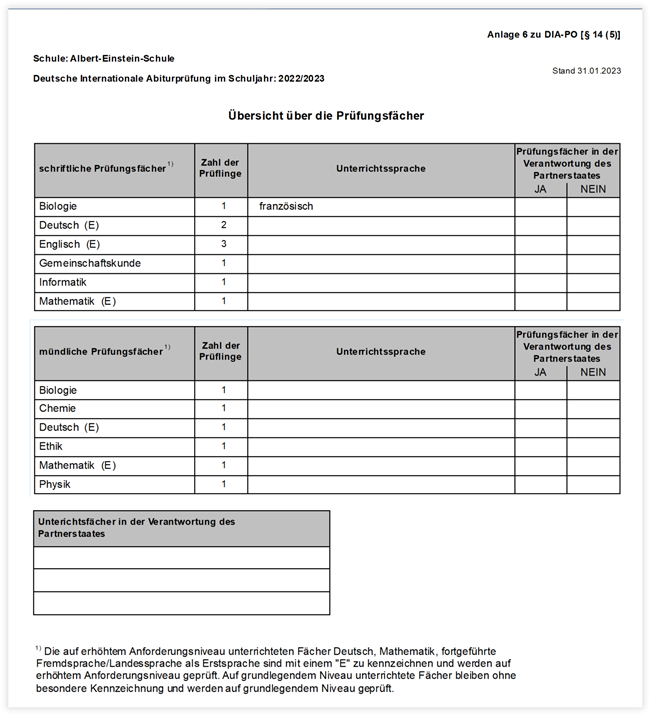 Anlage 6 zu DIA-PO [§ 14 (5)]
Schule: Albert-Einstein-Schule
Stand 31.01.2023
Deutsche Internationale Abiturprüfung im Schuljahr: 2022/2023
Übersicht über die Prüfungsfächer
schriftliche Prüfungsfächer 1)
Zahl der
Prüflinge
Unterrichtssprache
Prüfungsfächer in der
Verantwortung des
Partnerstaates
JA NEIN
Biologie 1 französisch
Deutsch (E) 2
Englisch (E) 3
Gemeinschaftskunde 1
Informatik 1
Mathematik (E) 1
mündliche Prüfungsfächer 1)
Zahl der
Prüflinge
Unterrichtssprache
Prüfungsfächer in der
Verantwortung des
Partnerstaates
JA NEIN
Biologie 1
Chemie 1
Deutsch (E) 1
Ethik 1
Mathematik (E) 1
Physik 1
Unterichtsfächer in der Verantwortung des
Partnerstaates
1) Die auf erhöhtem Anforderungsniveau unterrichteten Fächer Deutsch, Mathematik, fortgeführte
Fremdsprache/Landessprache als Erstsprache sind mit einem "E" zu kennzeichnen und werden auf
erhöhtem Anforderungsniveau geprüft. Auf grundlegendem Niveau unterrichtete Fächer bleiben ohne
besondere Kennzeichnung und werden auf grundlegendem Niveau geprüft.